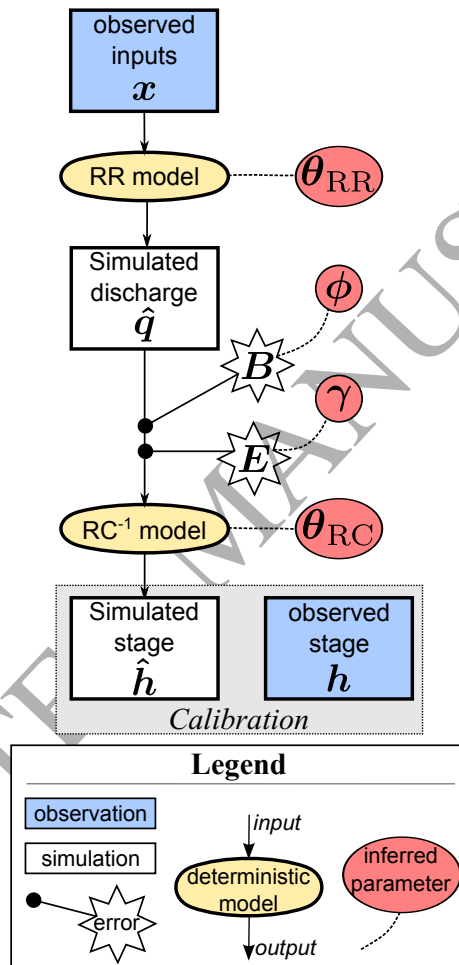 observed
inputs
x
RR model
θRR
Simulated
discharge
q̂
ϕ
B
γ
E
RC⁻¹ model
θRC
Simulated
stage
ĥ
observed
stage
h
Calibration
Legend
observation
simulation
error
input
deterministic
model
output
inferred
parameter